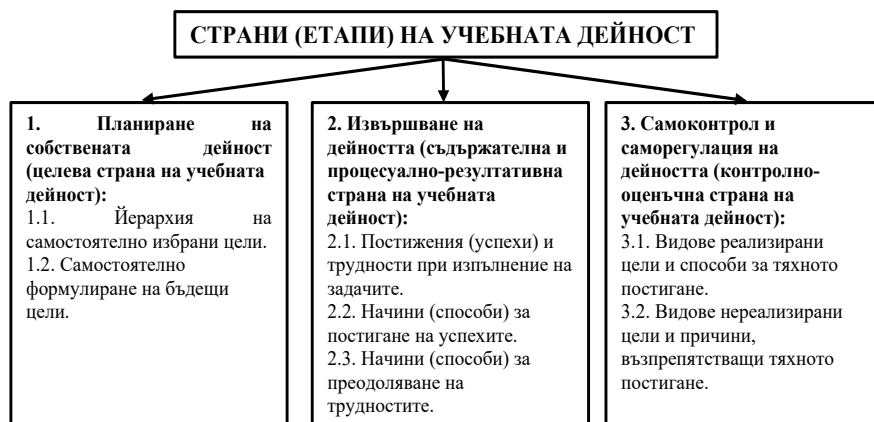 СТРАНИ (ЕТАПИ) НА УЧЕБНАТА ДЕЙНОСТ
1. Планиране на
собствената дейност
(целева страна на учебната
дейност):
1.1. Йерархия на
самостоятелно избрани цели.
1.2. Самостоятелно
формулиране на бъдещи
цели.
2. Извършване на
дейността (съдържателна и
процесуално-резултативна
страна на учебната
дейност):
2.1. Постижения (успехи) и
трудности при изпълнение на
задачите.
2.2. Начини (способи) за
постигане на успехите.
2.3. Начини (способи) за
преодоляване на
трудностите.
3. Самоконтрол и
саморегулация на
дейността (контролно-
оценъчна страна на
учебната дейност):
3.1. Видове реализирани
цели и способи за тяхното
постигане.
3.2. Видове нереализирани
цели и причини,
възпрепятстващи тяхното
постигане.